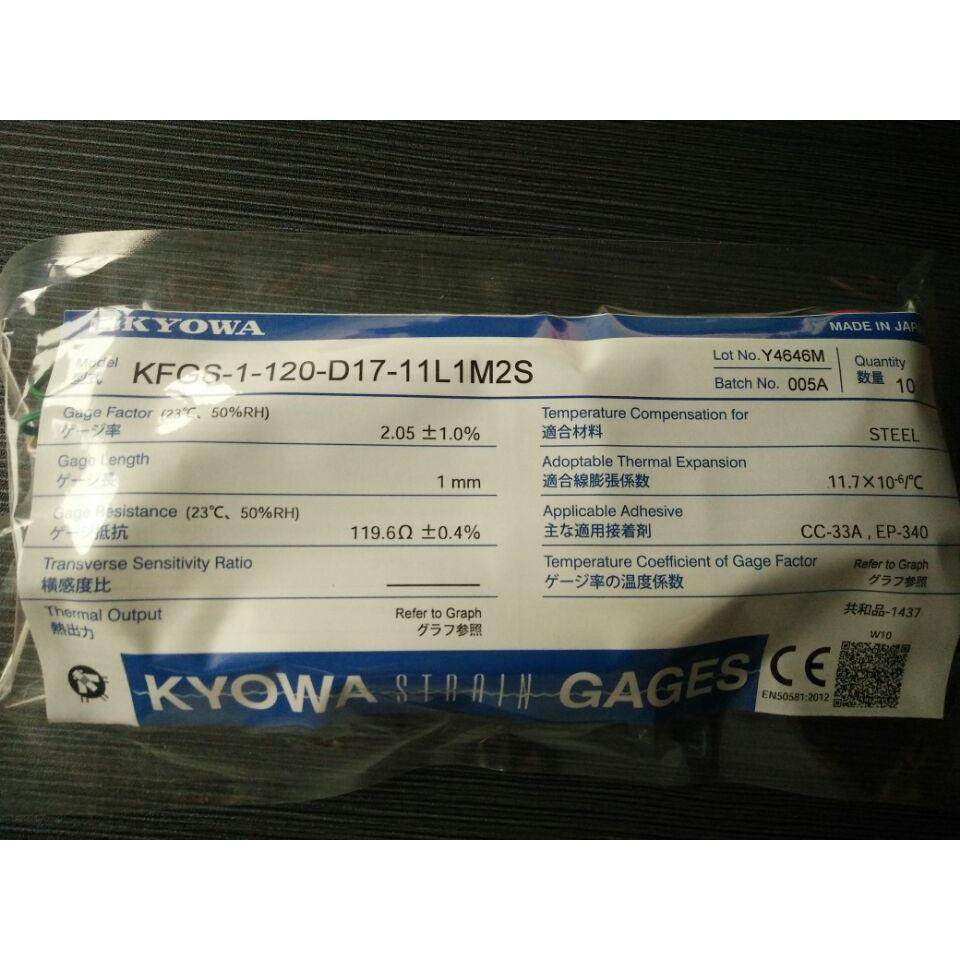 KYOWA
MADE IN JAP
Model
型式
KFGS-1-120-D17-11L1M2S
Lot No. Y4646M
Batch No. 005A
Quantity
数量 10
Gage Factor (23℃、50%RH)
ゲージ率 2.05 ±1.0%
Gage Length
ゲージ長 1 mm
Gage Resistance (23℃、50%RH)
ゲージ抵抗 119.6Ω ±0.4%
Transverse Sensitivity Ratio
横感度比
Thermal Output Refer to Graph
熱出力 グラフ参照
Temperature Compensation for
適合材料 STEEL
Adoptable Thermal Expansion
適合線膨張係数 11.7×10-6/℃
Applicable Adhesive
主な適用接着剤 CC-33A , EP-340
Temperature Coefficient of Gage Factor Refer to Graph
ゲージ率の温度係数 グラフ参照
共和品-1437
W10
KYOWA STRAIN GAGES
CE
EN50581:2012